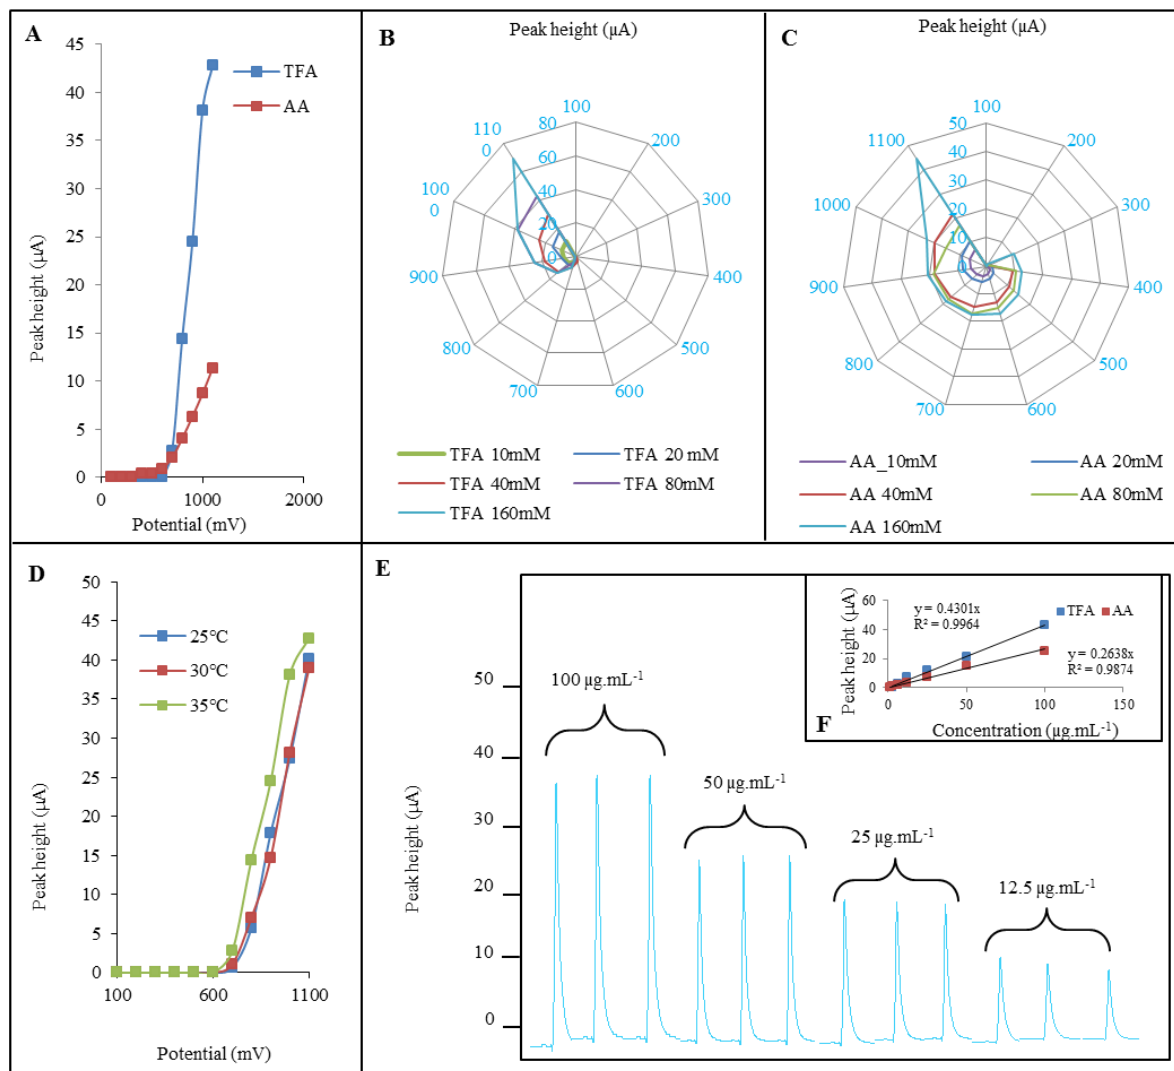 A
45
40
35
30
25
20
15
10
5
0
0
1000
2000
TFA
AA
Peak height (µA)
Potential (mV)
B
Peak height (µA)
100
200
300
400
500
600
700
800
900
100
0
110
0
80
60
40
20
0
TFA 10mM
TFA 20 mM
TFA 40mM
TFA 80mM
TFA 160mM
C
Peak height (µA)
100
200
300
400
500
600
700
800
900
1000
1100
50
40
30
20
10
0
AA_10mM
AA 20mM
AA 40mM
AA 80mM
AA 160mM
D
50
45
40
35
30
25
20
15
10
5
0
100
600
1100
25°C
30°C
35°C
Peak height (µA)
Potential (mV)
E
Peak height (µA)
50
40
30
20
10
0
100 µg.mL-1
50 µg.mL-1
25 µg.mL-1
12.5 µg.mL-1
F
Peak height (µA)
60
40
20
0
0
50
100
150
y = 0.4301x
R² = 0.9964
TFA
AA
y = 0.2638x
R² = 0.9874
Concentration (µg.mL-1)